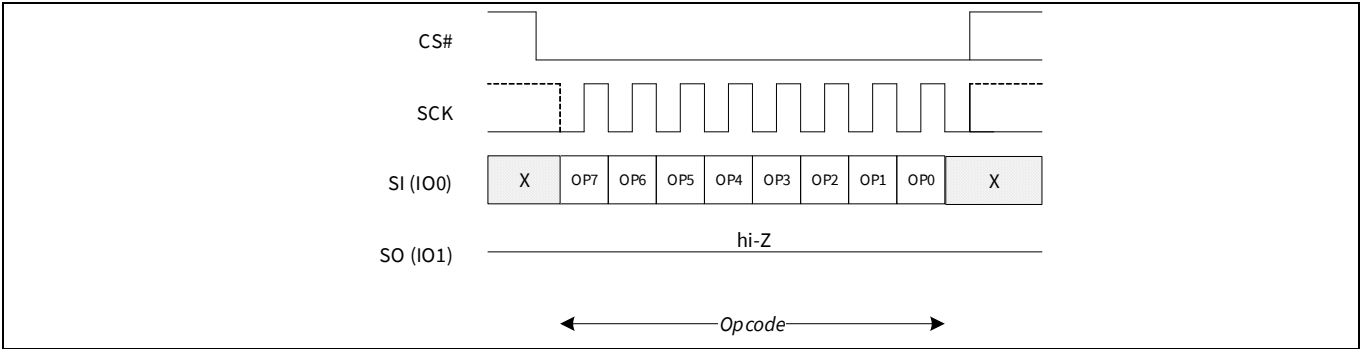 CS#
SCK
SI (IO0)
X OP7 OP6 OP5 OP4 OP3 OP2 OP1 OP0 X
hi-Z
SO (IO1)
Opcode